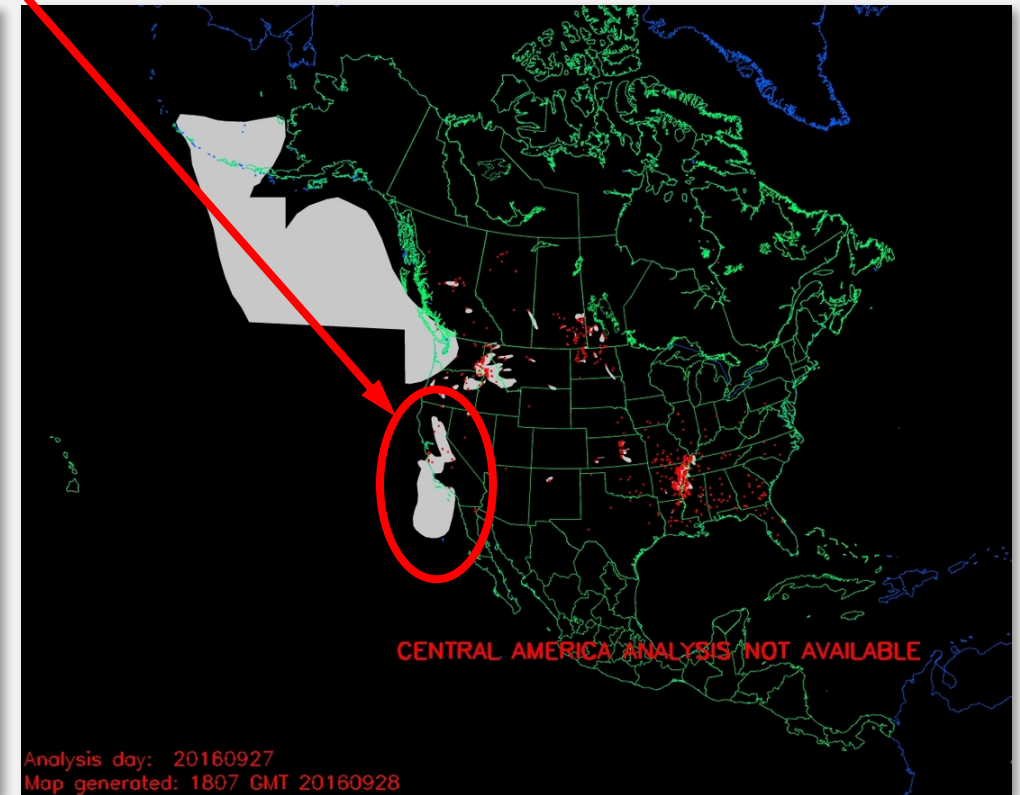 CENTRAL AMERICA ANALYSIS NOT AVAILABLE
Analysis day: 20160927
Map generated: 1807 GMT 20160928